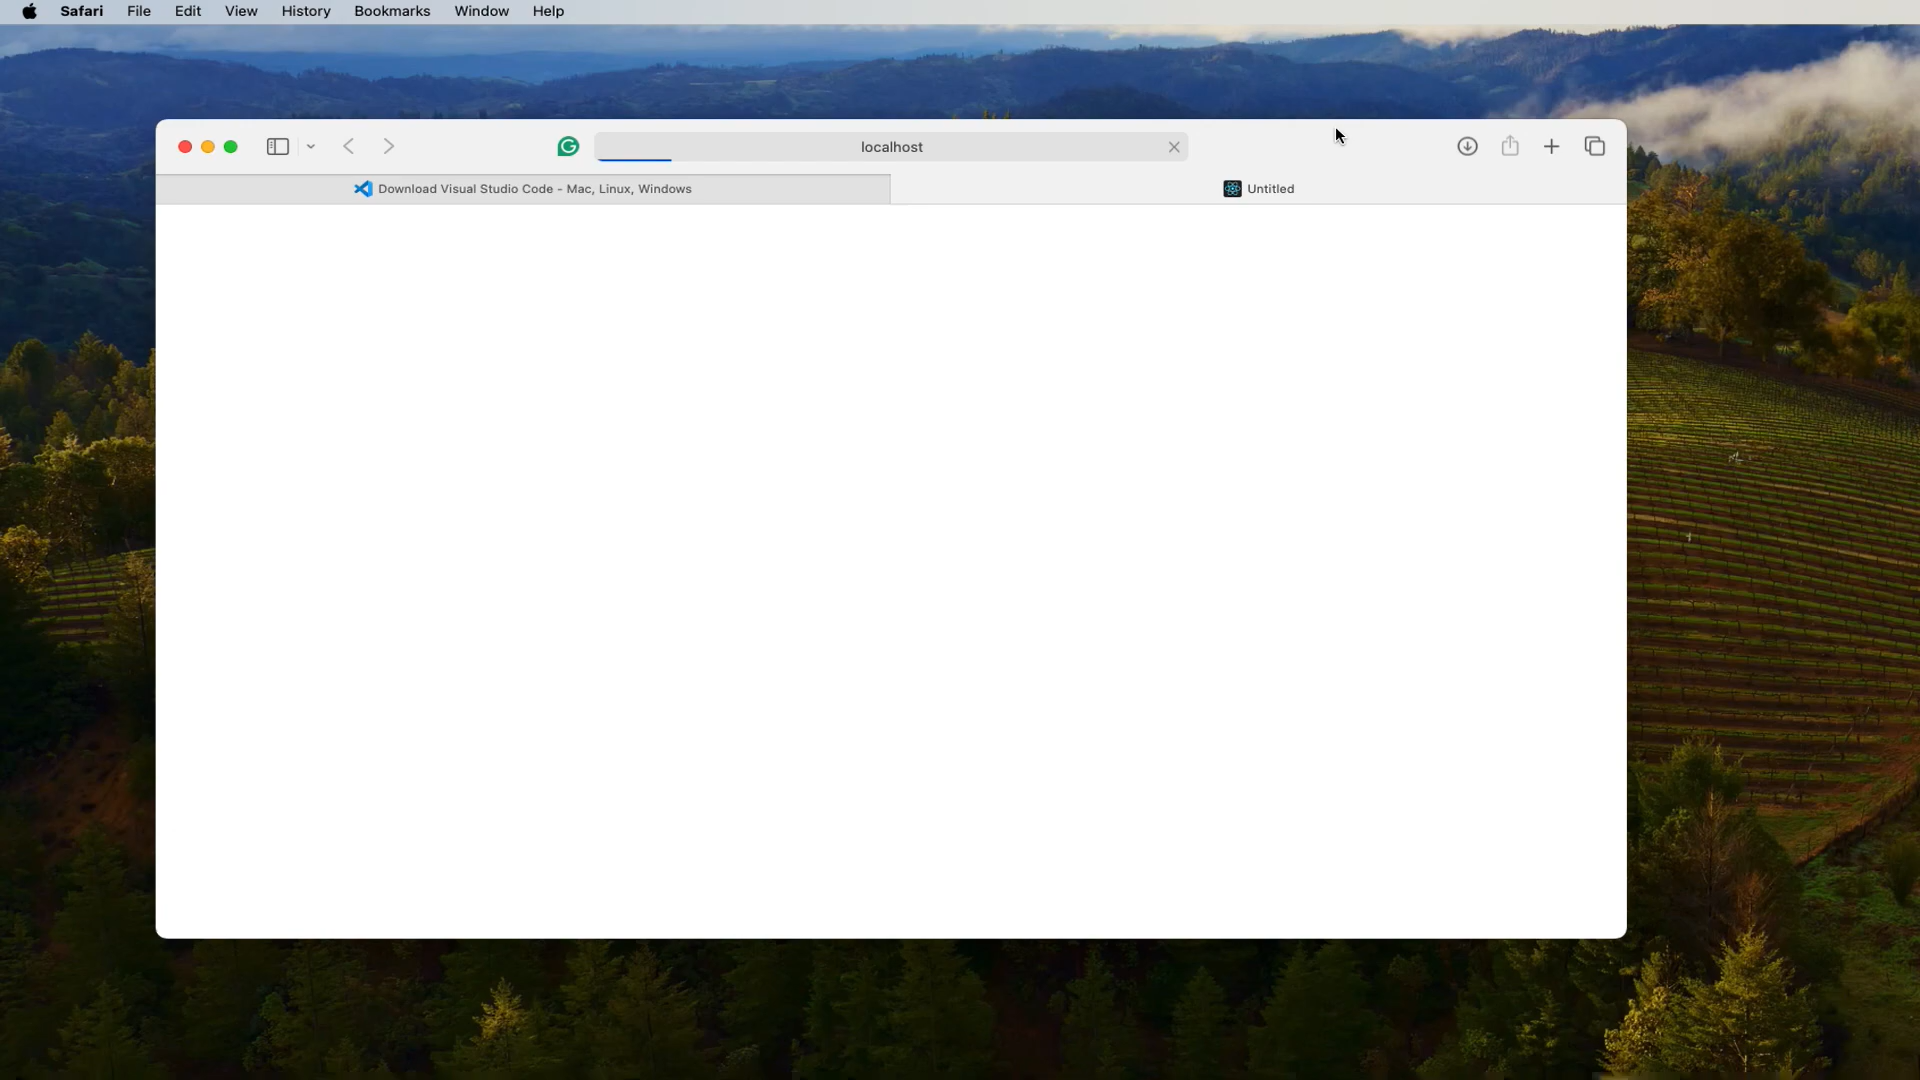 Safari File Edit View History Bookmarks Window Help
localhost
Download Visual Studio Code - Mac, Linux, Windows
Untitled